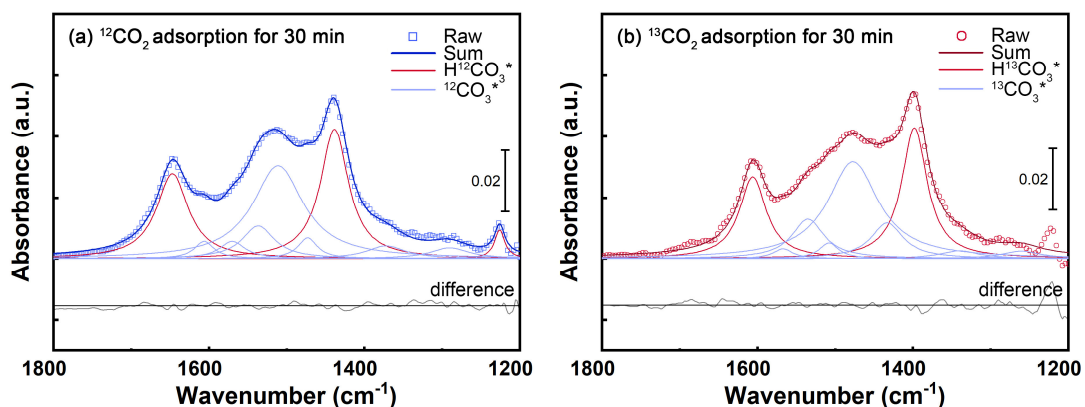 (a) ¹²CO₂ adsorption for 30 min
Raw
Sum
H¹²CO₃*
¹²CO₃*
0.02
difference
Absorbance (a.u.)
1800 1600 1400 1200
Wavenumber (cm⁻¹)
(b) ¹³CO₂ adsorption for 30 min
Raw
Sum
H¹³CO₃*
¹³CO₃*
0.02
difference
Absorbance (a.u.)
1800 1600 1400 1200
Wavenumber (cm⁻¹)